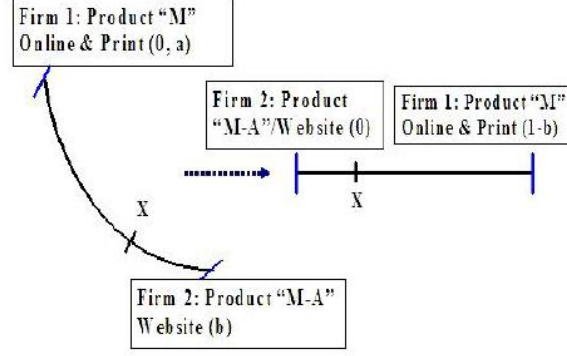 Firm 1: Product “M”
Online & Print (0, a)
Firm 2: Product
“M-A”/Website (0)
Firm 1: Product “M”
Online & Print (1-b)
X
X
Firm 2: Product “M-A”
Website (b)